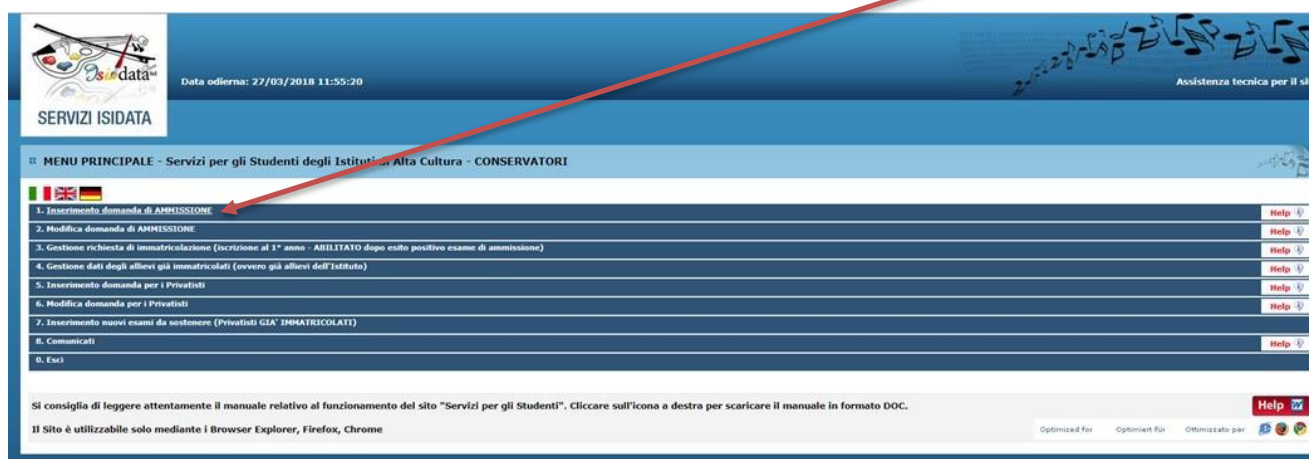 Isidata
Data odierna: 27/03/2018 11:55:20
Assistenza tecnica per il si
SERVIZI ISIDATA
MENU PRINCIPALE - Servizi per gli Studenti degli Istituti di Alta Cultura - CONSERVATORI
1. Inserimento domanda di AMMISSIONE Help
2. Modifica domanda di AMMISSIONE Help
3. Gestione richiesta di immatricolazione (iscrizione al 1° anno - ABILITATO dopo esito positivo esame di ammissione) Help
4. Gestione dati degli allievi già immatricolati (ovvero già allievi dell'Istituto) Help
5. Inserimento domanda per i Privatisti Help
6. Modifica domanda per i Privatisti Help
7. Inserimento nuovi esami da sostenere (Privatisti GIA' IMMATRICOLATI)
8. Comunicati Help
0. Esci
Si consiglia di leggere attentamente il manuale relativo al funzionamento del sito "Servizi per gli Studenti". Cliccare sull'icona a destra per scaricare il manuale in formato DOC. Help
Il Sito è utilizzabile solo mediante i Browser Explorer, Firefox, Chrome
Optimized for Optimiert für Ottimizzato per